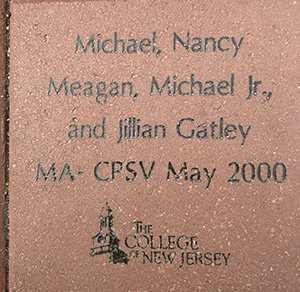 Michael, Nancy
Meagan, Michael Jr.,
and Jillian Gatley
MA- CPSV May 2000
THE
COLLEGE
OF NEW JERSEY